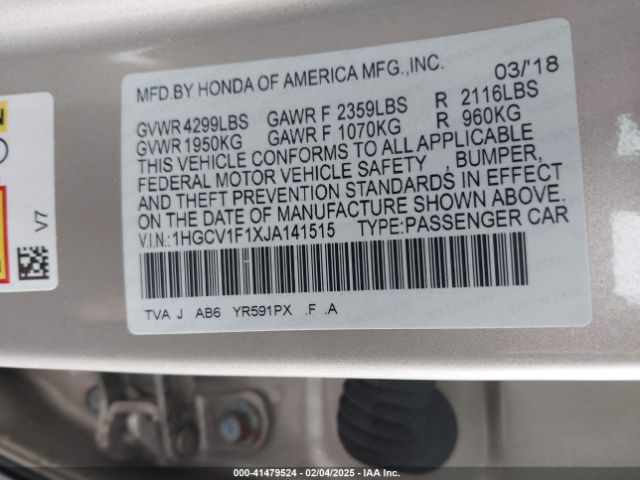 MFD.BY HONDA OF AMERICA MFG.,INC. 03/'18
GVWR 4299LBS GAWR F 2359LBS R 2116LBS
GVWR 1950KG GAWR F 1070KG R 960KG
THIS VEHICLE CONFORMS TO ALL APPLICABLE
FEDERAL MOTOR VEHICLE SAFETY , BUMPER,
AND THEFT PREVENTION STANDARDS IN EFFECT
ON THE DATE OF MANUFACTURE SHOWN ABOVE.
V.I.N.:1HGCV1F1XJA141515 TYPE:PASSENGER CAR
TVA J AB6 YR591PX .F .A
V7
000-41479524 - 02/04/2025 - IAA Inc.